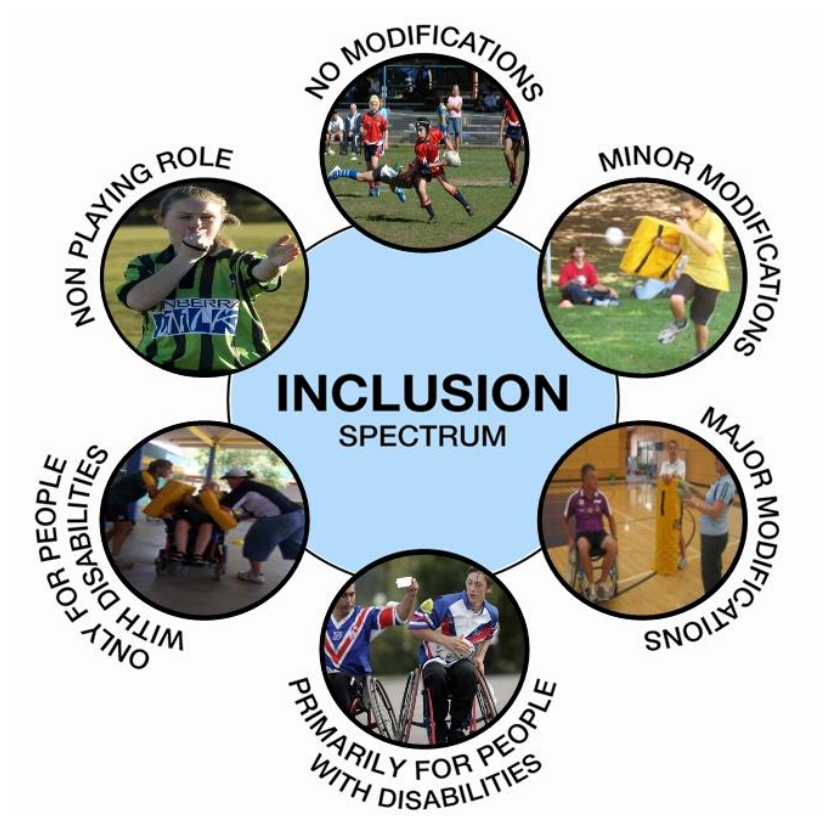 NO MODIFICATIONS
MINOR MODIFICATIONS
MAJOR MODIFICATIONS
PRIMARILY FOR PEOPLE
WITH DISABILITIES
ONLY FOR PEOPLE
WITH DISABILITIES
NON PLAYING ROLE
INCLUSION
SPECTRUM